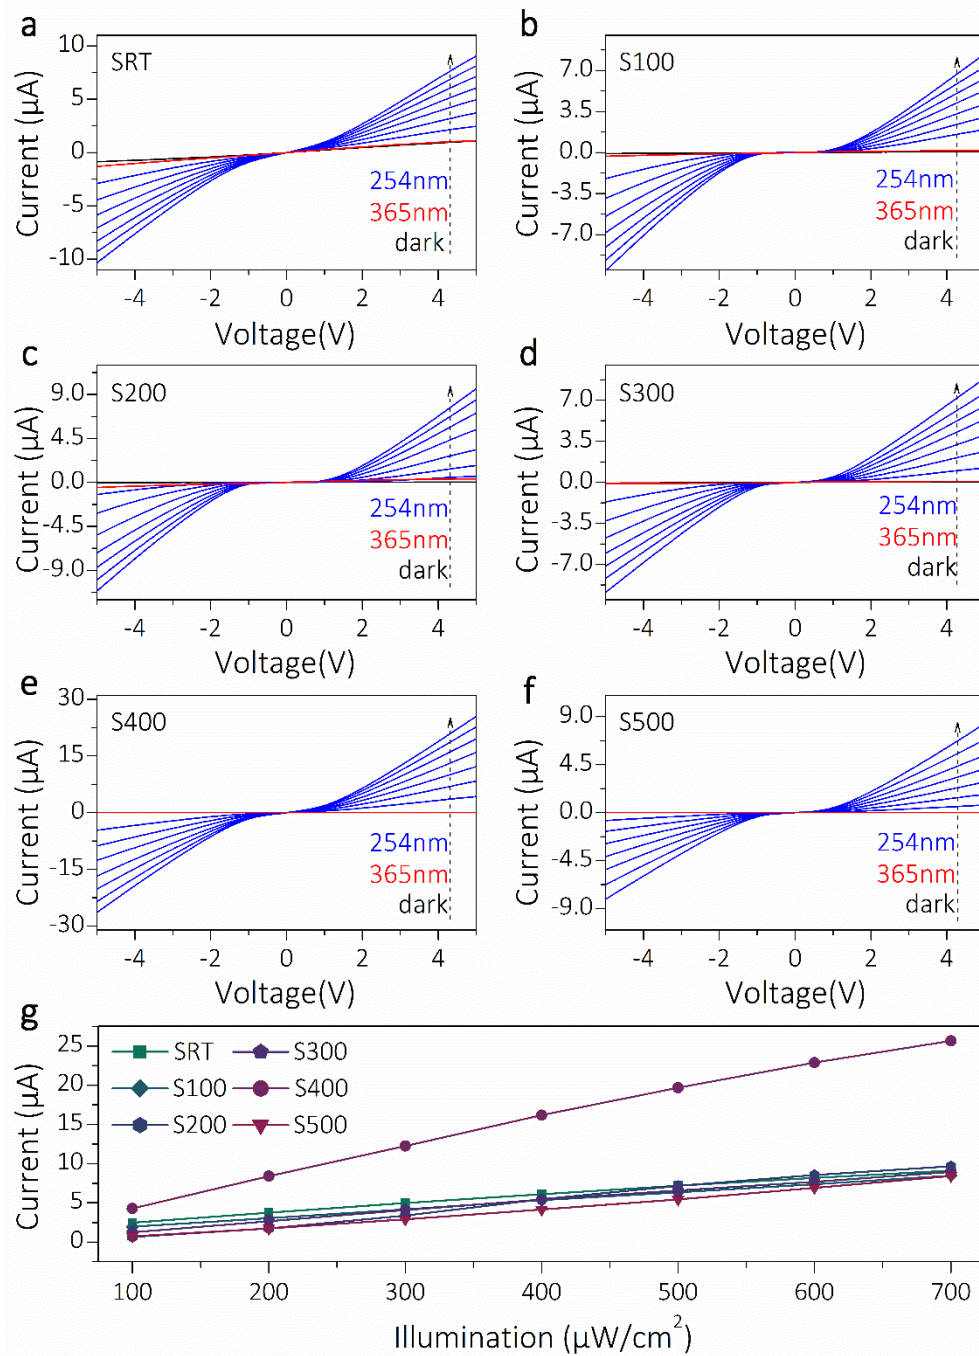 a
SRT
10
5
0
-5
-10
Current (µA)
254nm
365nm
dark
-4 -2 0 2 4
Voltage(V)
b
S100
7.0
3.5
0.0
-3.5
-7.0
Current (µA)
254nm
365nm
dark
-4 -2 0 2 4
Voltage(V)
c
S200
9.0
4.5
0.0
-4.5
-9.0
Current (µA)
254nm
365nm
dark
-4 -2 0 2 4
Voltage(V)
d
S300
7.0
3.5
0.0
-3.5
-7.0
Current (µA)
254nm
365nm
dark
-4 -2 0 2 4
Voltage(V)
e
S400
30
15
0
-15
-30
Current (µA)
254nm
365nm
dark
-4 -2 0 2 4
Voltage(V)
f
S500
9.0
4.5
0.0
-4.5
-9.0
Current (µA)
254nm
365nm
dark
-4 -2 0 2 4
Voltage(V)
g
SRT S300
S100 S400
S200 S500
25
20
15
10
5
0
Current (µA)
100 200 300 400 500 600 700
Illumination (µW/cm²)